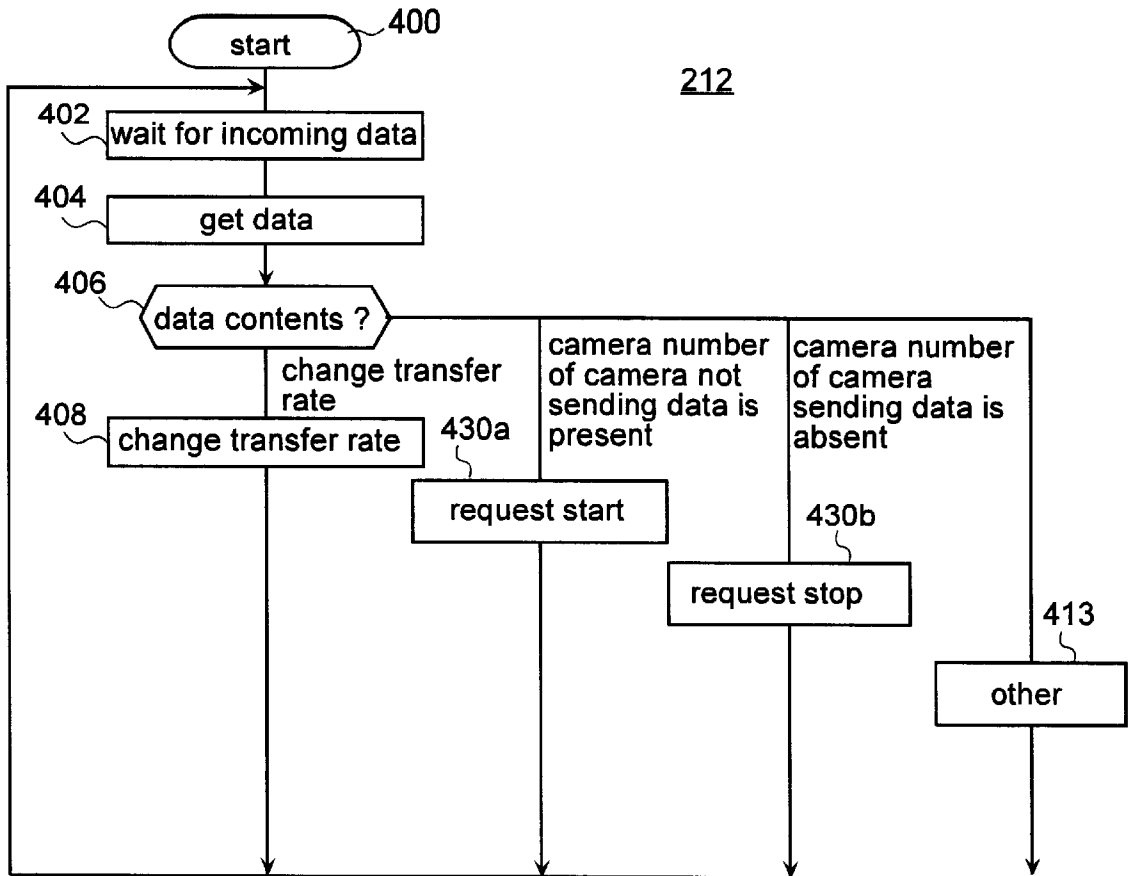 400
start
212
402
wait for incoming data
404
get data
406
data contents ?
change transfer
rate
camera number
of camera not
sending data is
present
camera number
of camera
sending data is
absent
408
change transfer rate
430a
request start
430b
request stop
413
other